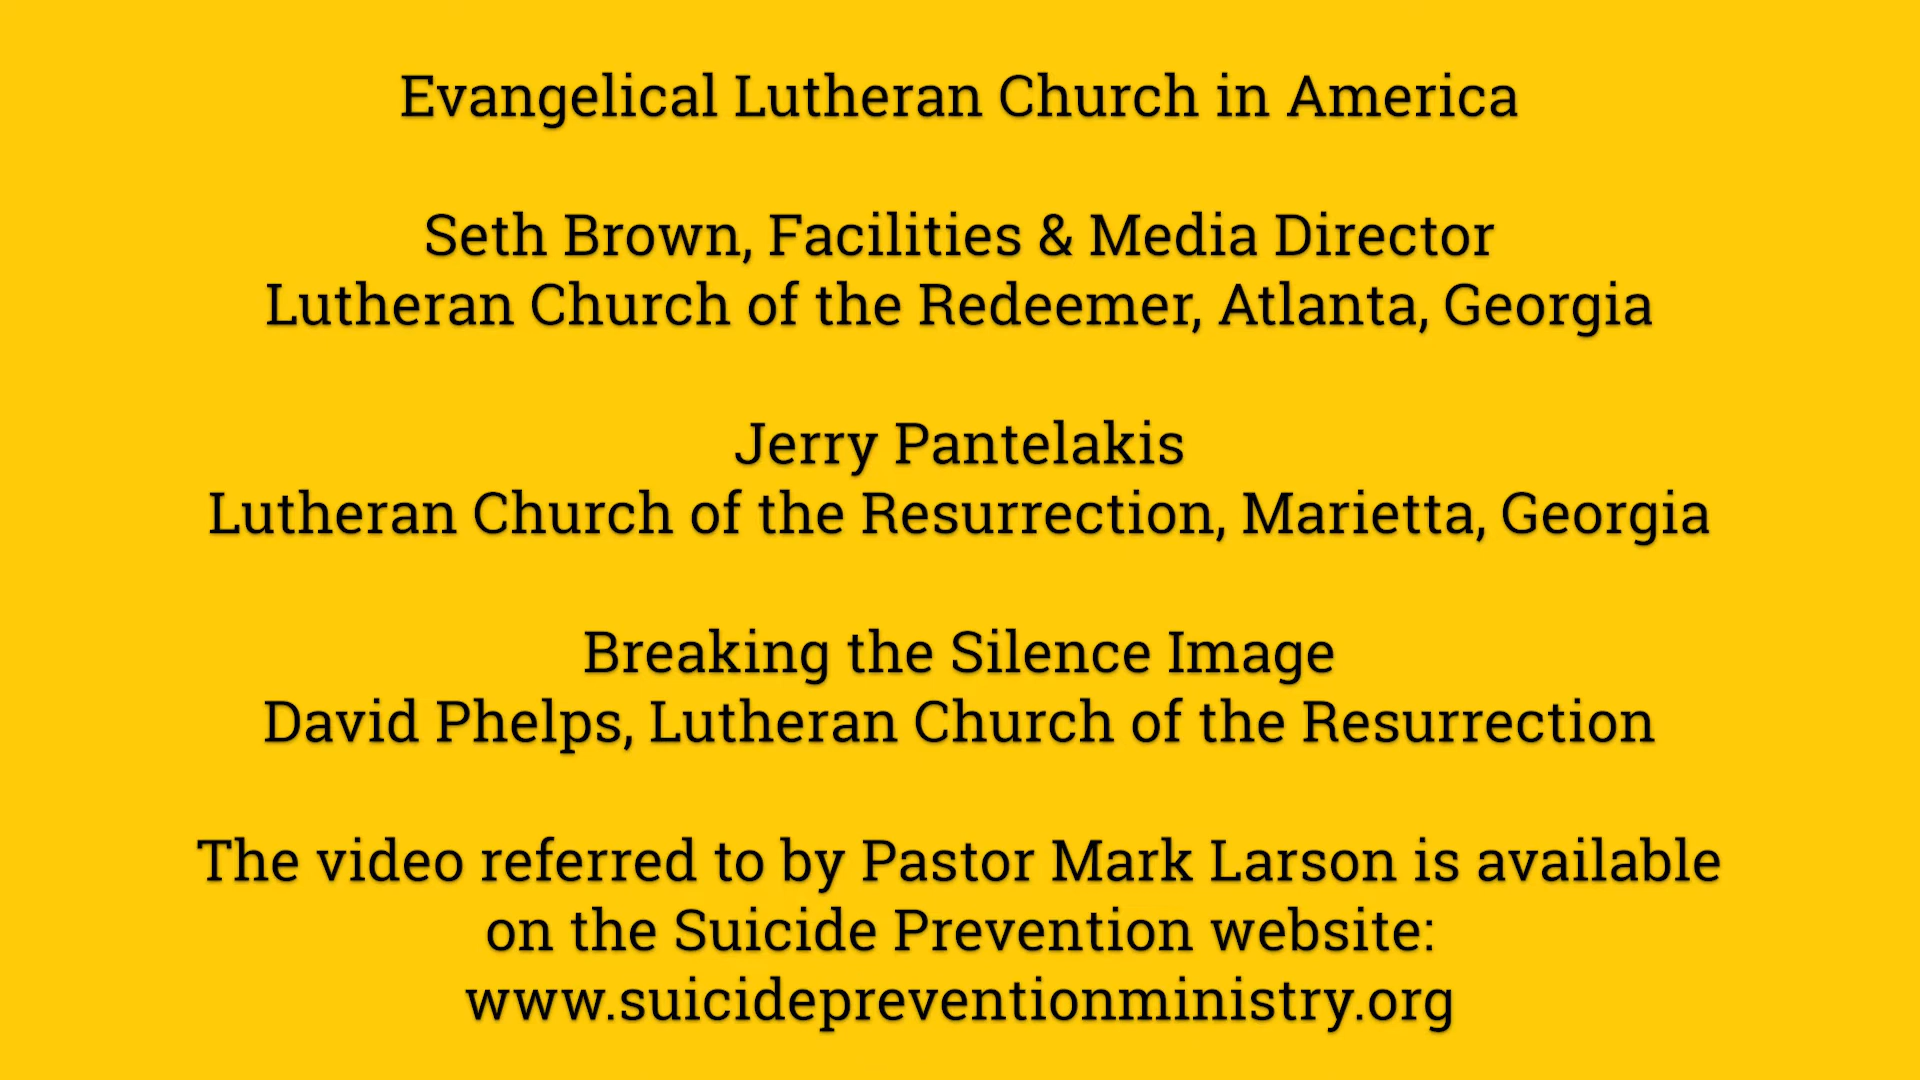 Evangelical Lutheran Church in America
Seth Brown, Facilities & Media Director
Lutheran Church of the Redeemer, Atlanta, Georgia
Jerry Pantelakis
Lutheran Church of the Resurrection, Marietta, Georgia
Breaking the Silence Image
David Phelps, Lutheran Church of the Resurrection
The video referred to by Pastor Mark Larson is available
on the Suicide Prevention website:
www.suicidepreventionministry.org